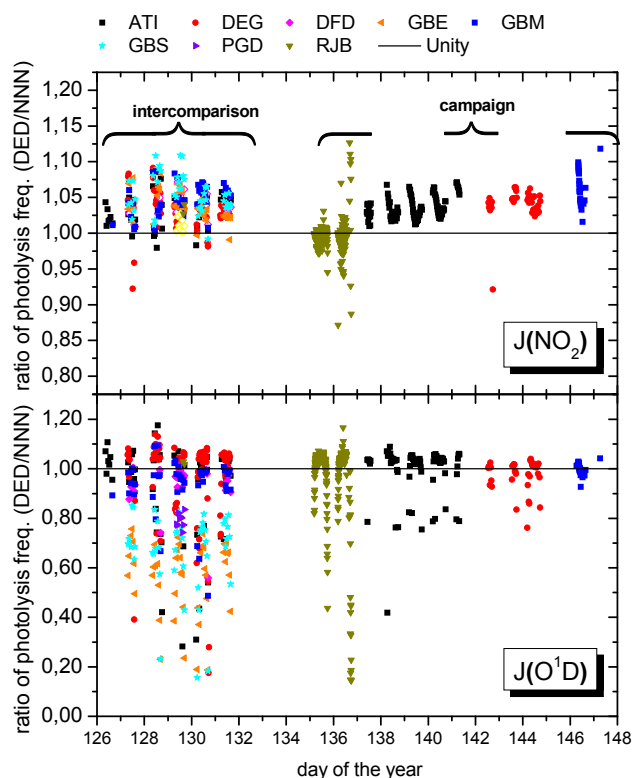 ATI DEG DFD GBE GBM
GBS PGD RJB Unity
intercomparison
campaign
ratio of photolysis freq. (DED/NNN)
1,20
1,15
1,10
1,05
1,00
0,95
0,90
0,85
0,80
J(NO₂)
ratio of photolysis freq. (DED/NNN)
1,20
1,00
0,80
0,60
0,40
0,20
0,00
J(O¹D)
126 128 130 132 134 136 138 140 142 144 146 148
day of the year